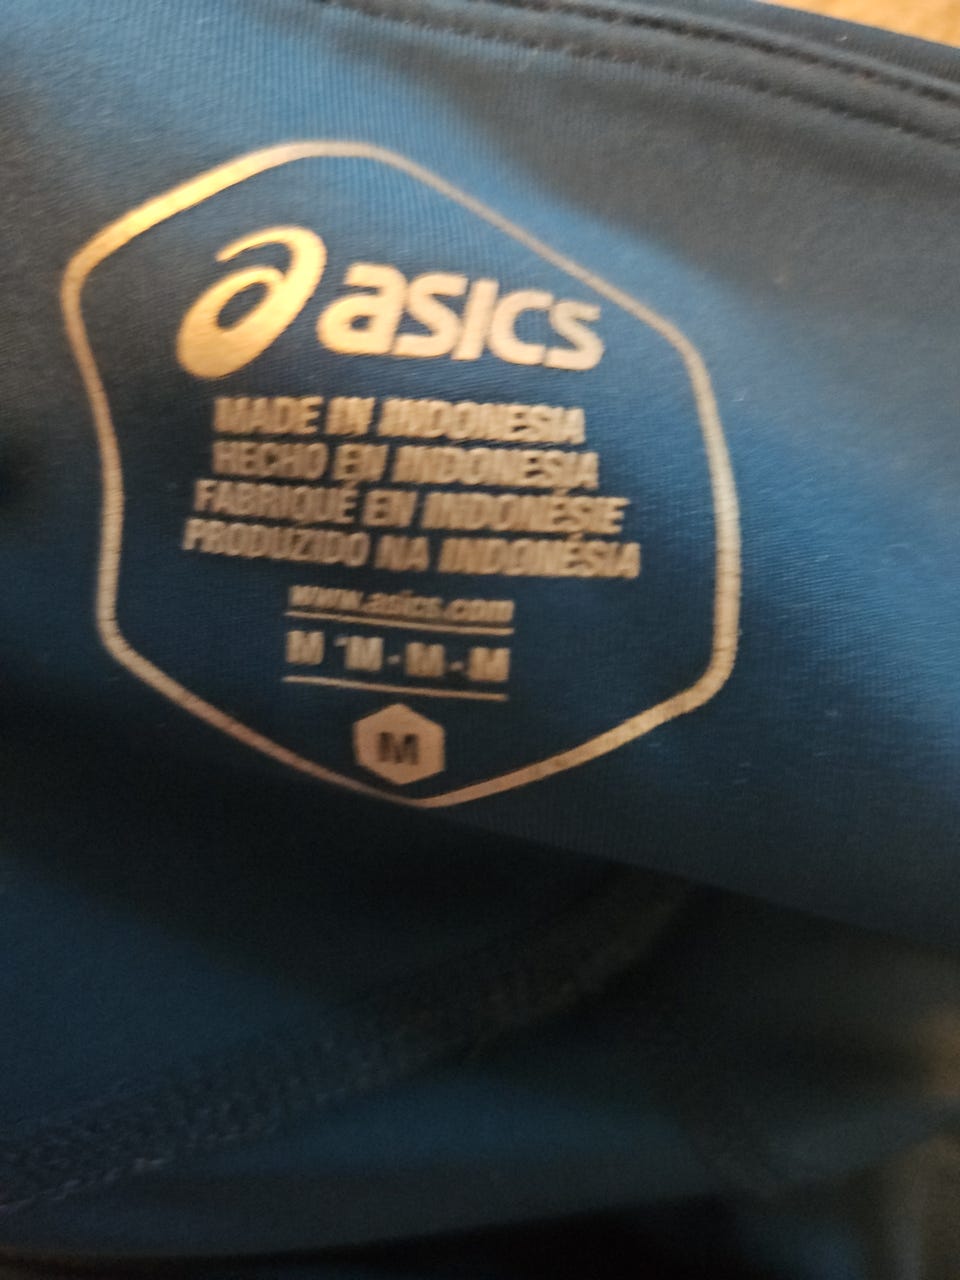 asics
MADE IN INDONESIA
HECHO EN INDONESIA
FABRIQUÉ EN INDONÉSIE
PRODUZIDO NA INDONÉSIA
www.asics.com
M - M - M - M
M